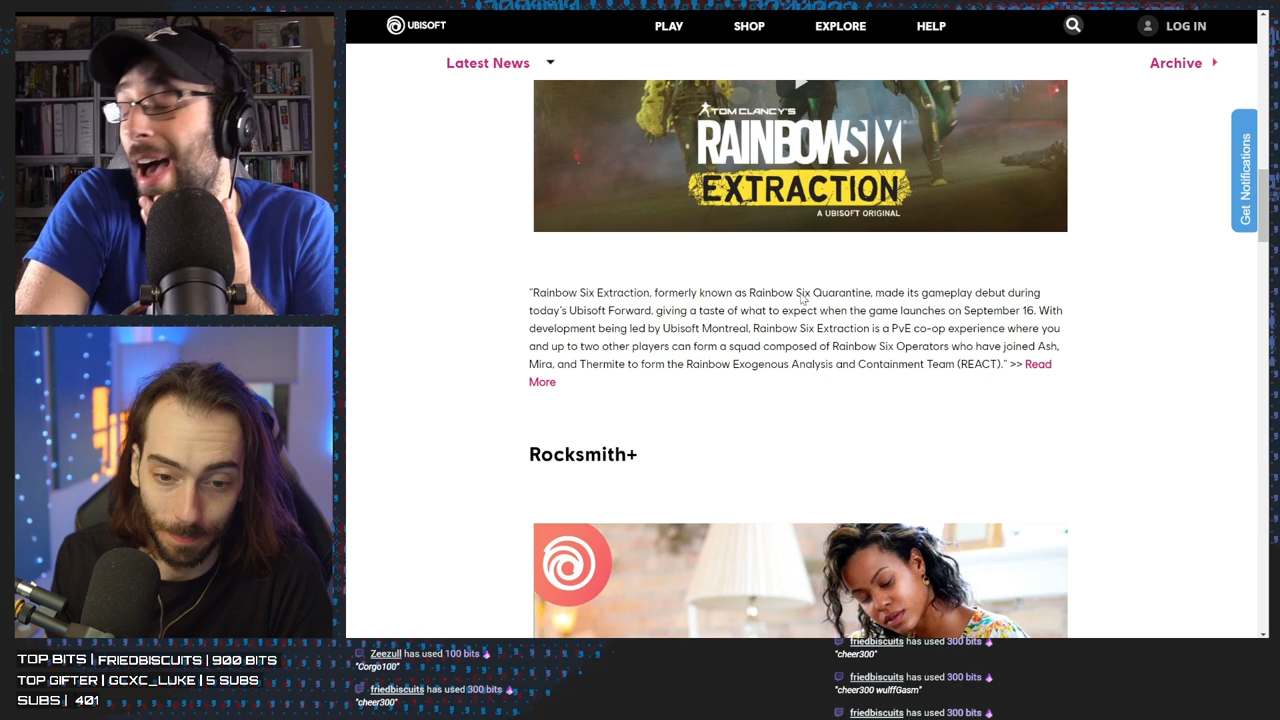 UBISOFT
PLAY
SHOP
EXPLORE
HELP
LOG IN
Latest News
Archive
TOM CLANCY'S
RAINBOWSIX
EXTRACTION
A UBISOFT ORIGINAL
Get Notifications
"Rainbow Six Extraction, formerly known as Rainbow Six Quarantine, made its gameplay debut during
today's Ubisoft Forward, giving a taste of what to expect when the game launches on September 16. With
development being led by Ubisoft Montreal, Rainbow Six Extraction is a PvE co-op experience where you
and up to two other players can form a squad composed of Rainbow Six Operators who have joined Ash,
Mira, and Thermite to form the Rainbow Exogenous Analysis and Containment Team (REACT)." >> Read
More
Rocksmith+
TOP BITS | FRIEDBISCUITS | 900 BITS
TOP GIFTER | GCXC_LUKE | 5 SUBS
SUBS | 401
Zeezull has used 100 bits
"Corgo100"
friedbiscuits has used 300 bits
"cheer300"
friedbiscuits has used 300 bits
"cheer300"
friedbiscuits has used 300 bits
"cheer300 wulffGasm"
friedbiscuits has used 300 bits